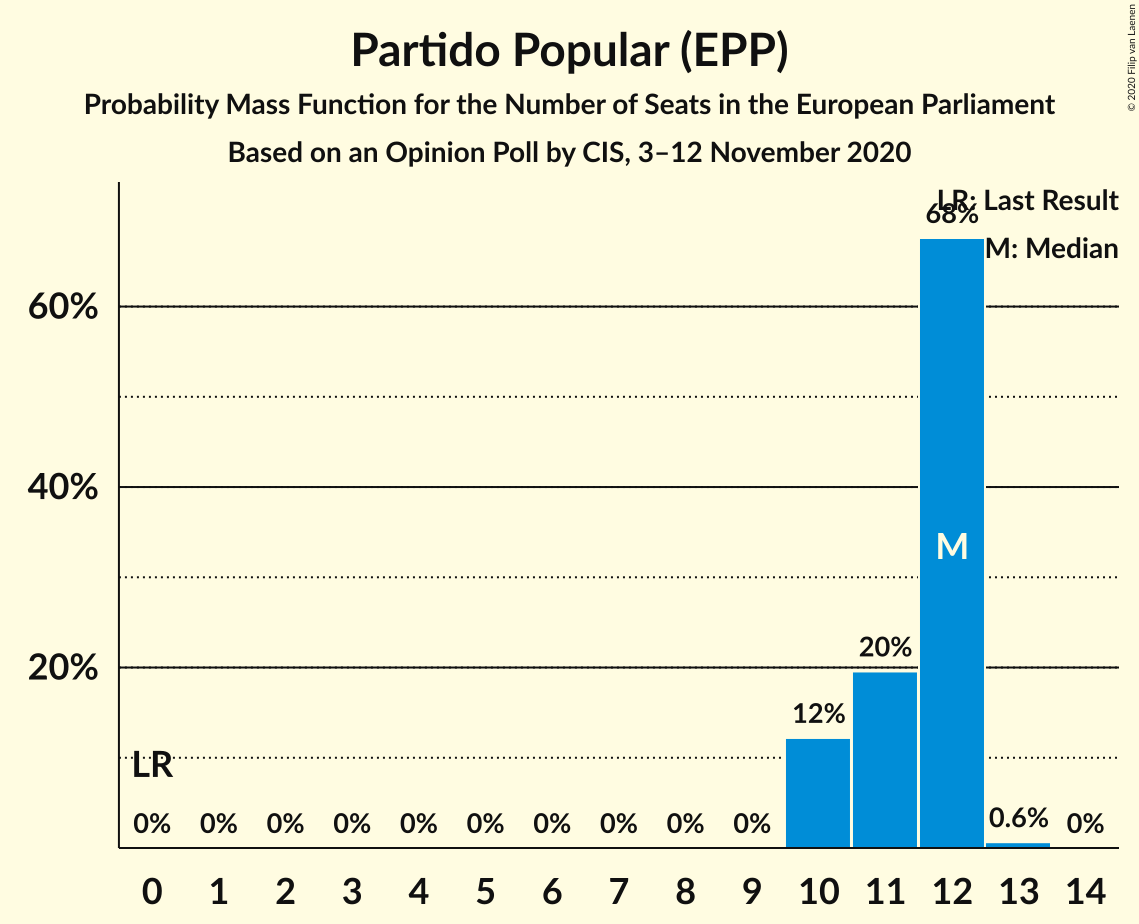 Partido Popular (EPP)
Probability Mass Function for the Number of Seats in the European Parliament
Based on an Opinion Poll by CIS, 3–12 November 2020
© 2020 Filip van Laenen
LR: Last Result
M: Median
68%
60%
40%
M
20%
20%
12%
LR
0% 0% 0% 0% 0% 0% 0% 0% 0% 0% 0.6% 0%
0 1 2 3 4 5 6 7 8 9 10 11 12 13 14